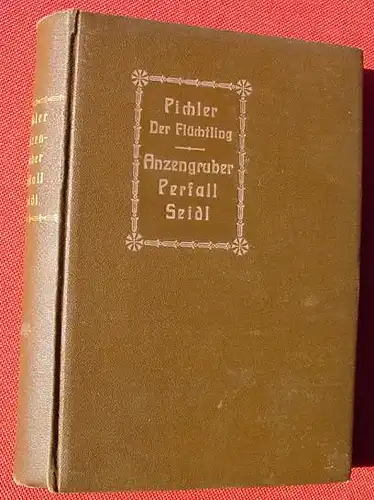 Pichler
Der Flüchtling
Anzengruber
Perfall
Seidl